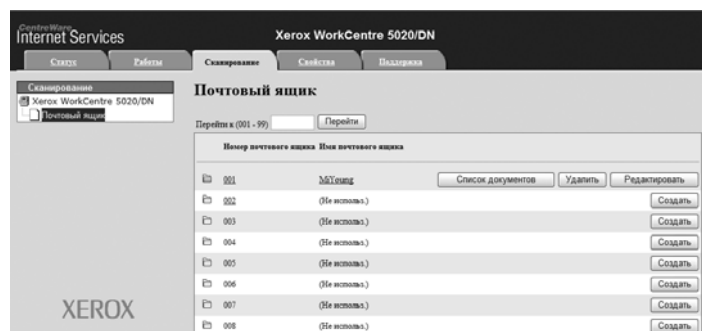 CentreWare
Internet Services
Xerox WorkCentre 5020/DN
Статус Работы Сканирование Свойства Поддержка
Сканирование
Xerox WorkCentre 5020/DN
Почтовый ящик
Почтовый ящик
Перейти к (001 - 99) Перейти
Номер почтового ящика Имя почтового ящика
001 MiYoung Список документов Удалить Редактировать
002 (Не использ.) Создать
003 (Не использ.) Создать
004 (Не использ.) Создать
005 (Не использ.) Создать
006 (Не использ.) Создать
007 (Не использ.) Создать
008 (Не использ.) Создать
XEROX